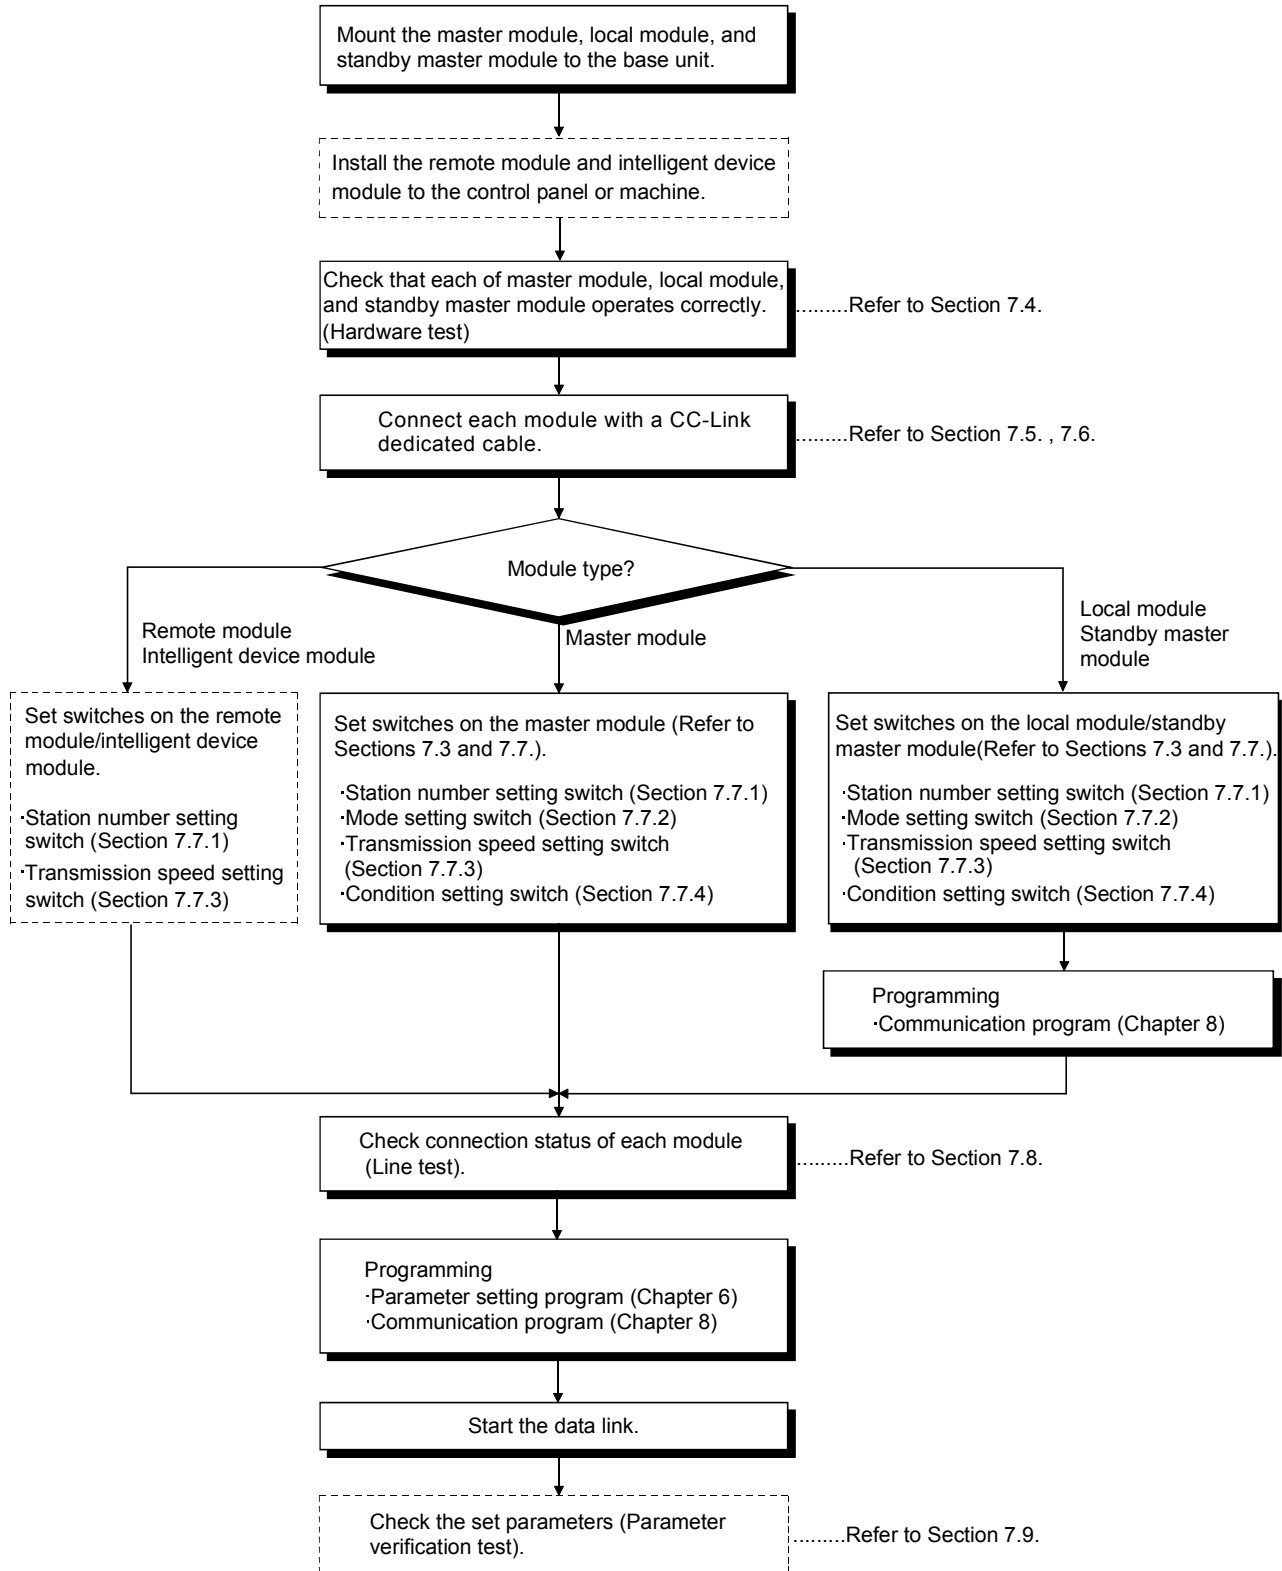 Mount the master module, local module, and
standby master module to the base unit.
Install the remote module and intelligent device
module to the control panel or machine.
Check that each of master module, local module,
and standby master module operates correctly.
(Hardware test)
.........Refer to Section 7.4.
Connect each module with a CC-Link
dedicated cable.
.........Refer to Section 7.5. , 7.6.
Module type?
Remote module
Intelligent device module
Master module
Local module
Standby master
module
Set switches on the remote
module/intelligent device
module.
·Station number setting
switch (Section 7.7.1)
·Transmission speed setting
switch (Section 7.7.3)
Set switches on the master module (Refer to
Sections 7.3 and 7.7.).
·Station number setting switch (Section 7.7.1)
·Mode setting switch (Section 7.7.2)
·Transmission speed setting switch
(Section 7.7.3)
·Condition setting switch (Section 7.7.4)
Set switches on the local module/standby
master module(Refer to Sections 7.3 and 7.7.).
·Station number setting switch (Section 7.7.1)
·Mode setting switch (Section 7.7.2)
·Transmission speed setting switch
(Section 7.7.3)
·Condition setting switch (Section 7.7.4)
Programming
·Communication program (Chapter 8)
Check connection status of each module
(Line test).
.........Refer to Section 7.8.
Programming
·Parameter setting program (Chapter 6)
·Communication program (Chapter 8)
Start the data link.
Check the set parameters (Parameter
verification test).
.........Refer to Section 7.9.